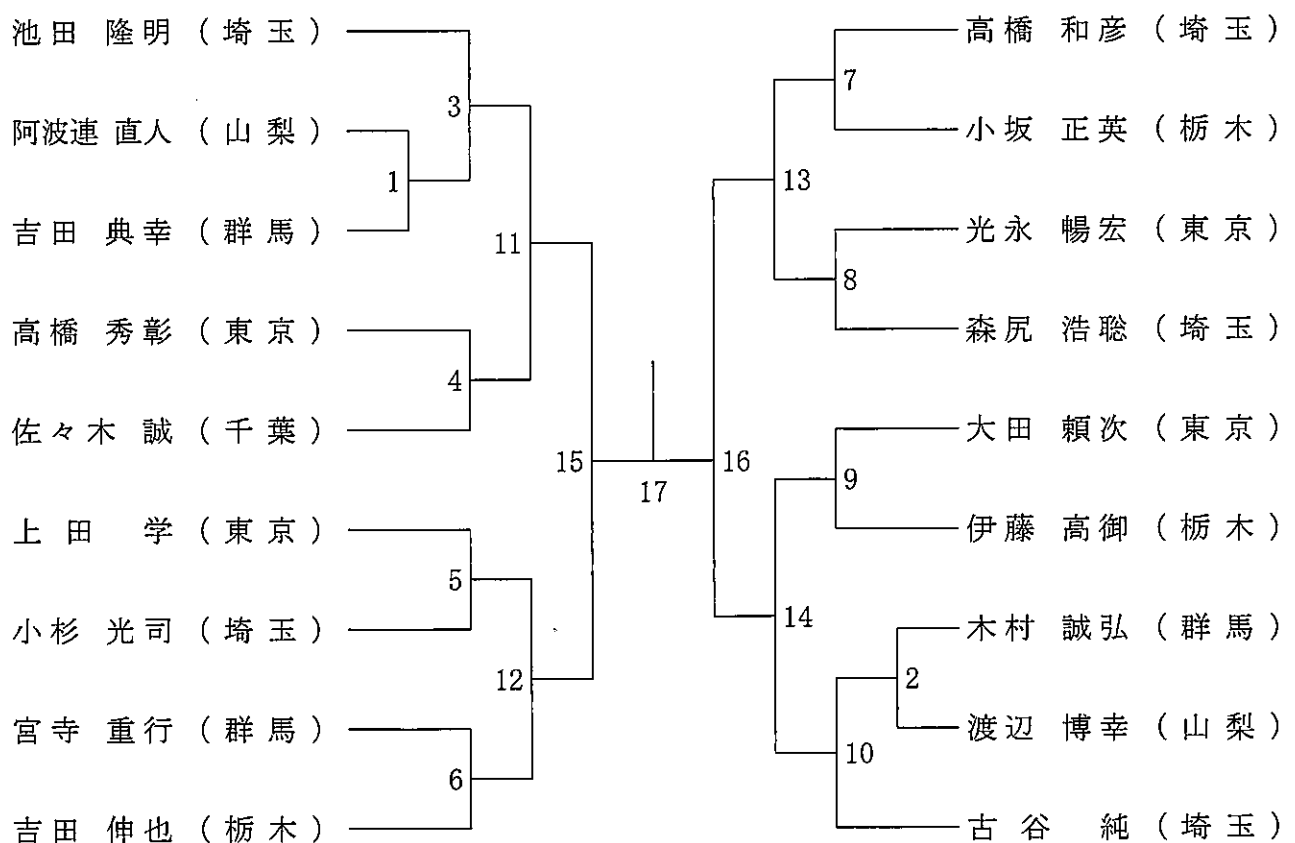 池田 隆明 (埼玉)
阿波連 直人 (山梨)
吉田 典幸 (群馬)
高橋 秀彰 (東京)
佐々木 誠 (千葉)
上田 学 (東京)
小杉 光司 (埼玉)
宮寺 重行 (群馬)
吉田 伸也 (栃木)
3
1
11
4
15
5
12
6
17
高橋 和彦 (埼玉)
小坂 正英 (栃木)
光永 暢宏 (東京)
森尻 浩聡 (埼玉)
大田 頼次 (東京)
伊藤 高御 (栃木)
木村 誠弘 (群馬)
渡辺 博幸 (山梨)
古谷 純 (埼玉)
7
13
8
16
9
14
2
10